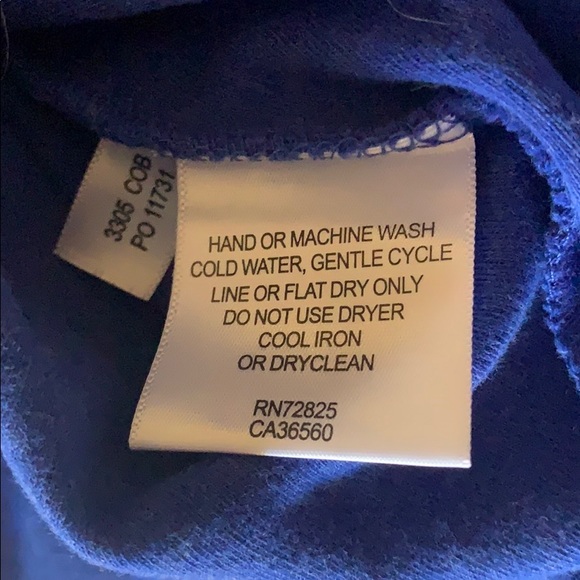 3305 COB
PO 11731
HAND OR MACHINE WASH
COLD WATER, GENTLE CYCLE
LINE OR FLAT DRY ONLY
DO NOT USE DRYER
COOL IRON
OR DRYCLEAN
RN72825
CA36560